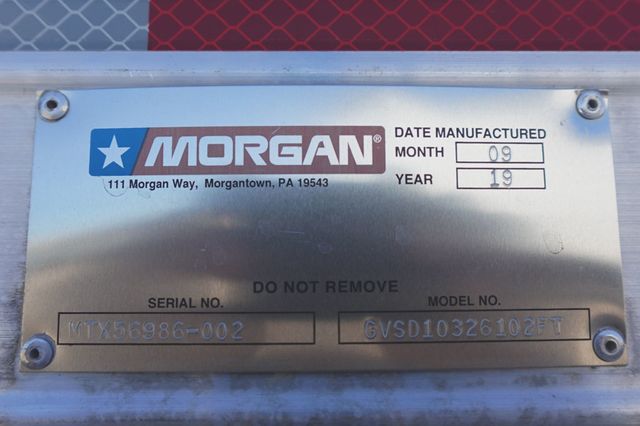 MORGAN®
111 Morgan Way, Morgantown, PA 19543
DATE MANUFACTURED
MONTH 09
YEAR 19
DO NOT REMOVE
SERIAL NO.
MTX56986-002
MODEL NO.
GVSD10326102FT